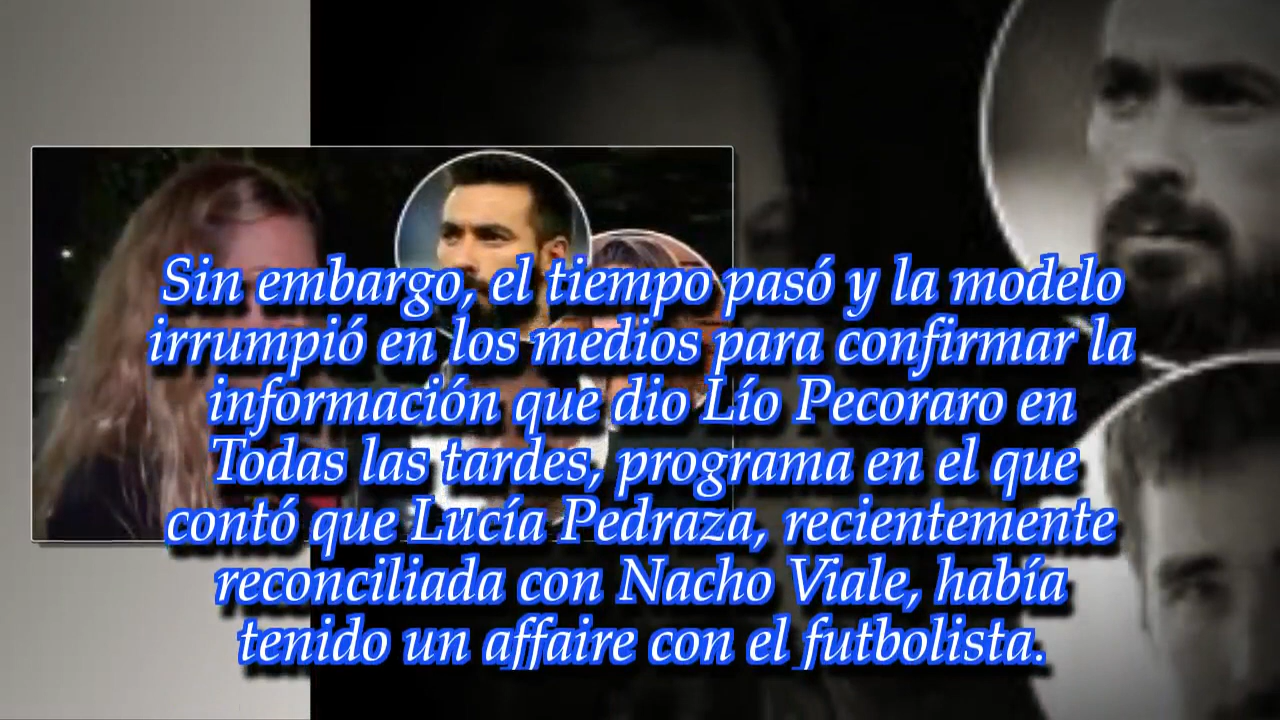 Sin embargo, el tiempo pasó y la modelo
irrumpió en los medios para confirmar la
información que dio Lío Pecoraro en
Todas las tardes, programa en el que
contó que Lucía Pedraza, recientemente
reconciliada con Nacho Viale, había
tenido un affaire con el futbolista.